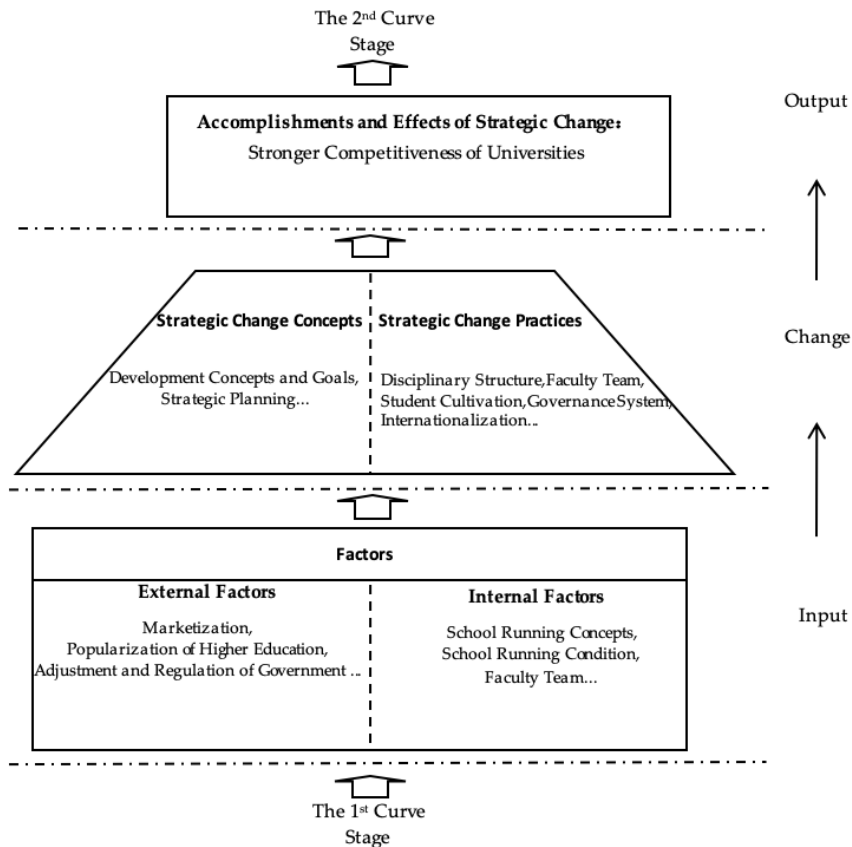 The 2nd Curve
Stage
Output
Accomplishments and Effects of Strategic Change:
Stronger Competitiveness of Universities
Strategic Change Concepts
Strategic Change Practices
Change
Development Concepts and Goals,
Strategic Planning...
Disciplinary Structure,Faculty Team,
Student Cultivation,Governance System,
Internationalization...
Factors
External Factors
Internal Factors
Input
Marketization,
Popularization of Higher Education,
Adjustment and Regulation of Government ...
School Running Concepts,
School Running Condition,
Faculty Team...
The 1st Curve
Stage